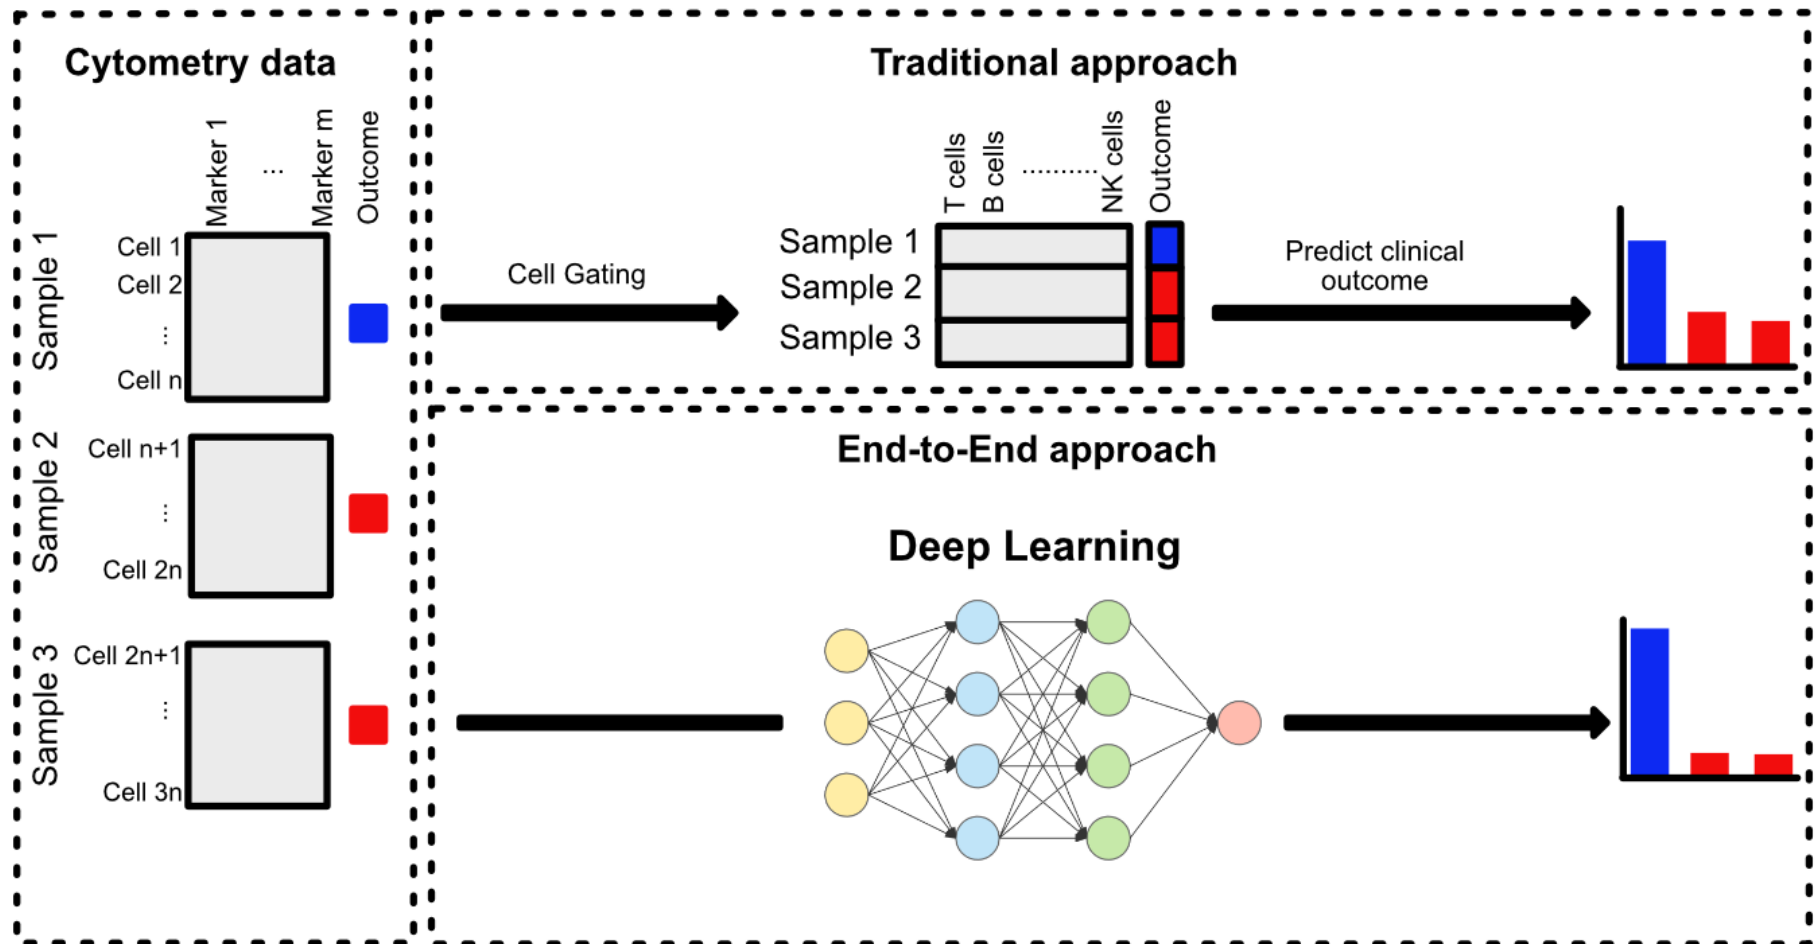 Cytometry data
Marker 1
...
Marker m
Outcome
Sample 1
Cell 1
Cell 2
...
Cell n
Sample 2
Cell n+1
...
Cell 2n
Sample 3
Cell 2n+1
...
Cell 3n
Traditional approach
Cell Gating
T cells
B cells
..........
NK cells
Outcome
Sample 1
Sample 2
Sample 3
Predict clinical
outcome
End-to-End approach
Deep Learning